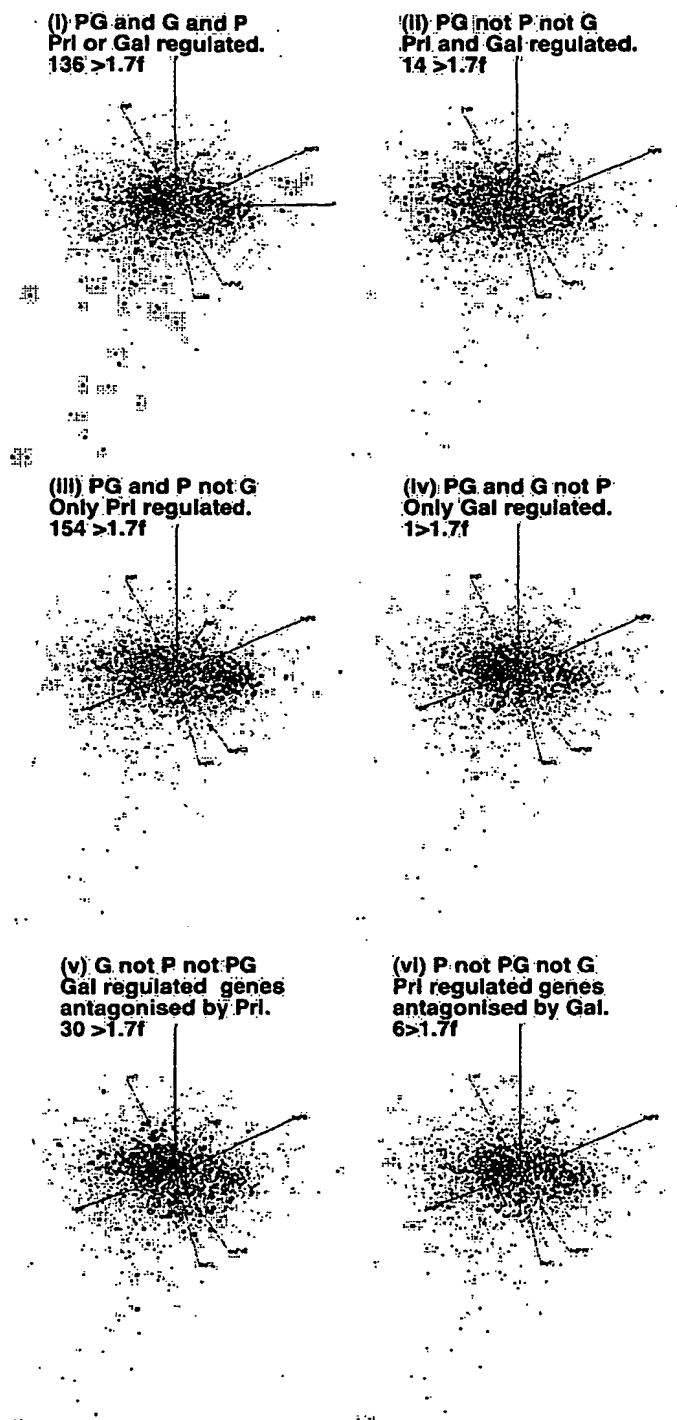 (i) PG and G and P
Prl or Gal regulated.
136 >1.7f
(ii) PG not P not G
Prl and Gal regulated.
14 >1.7f
(iii) PG and P not G
Only Prl regulated.
154 >1.7f
(iv) PG and G not P
Only Gal regulated.
1>1.7f
(v) G not P not PG
Gal regulated genes
antagonised by Prl.
30 >1.7f
(vi) P not PG not G
Prl regulated genes
antagonised by Gal.
6>1.7f